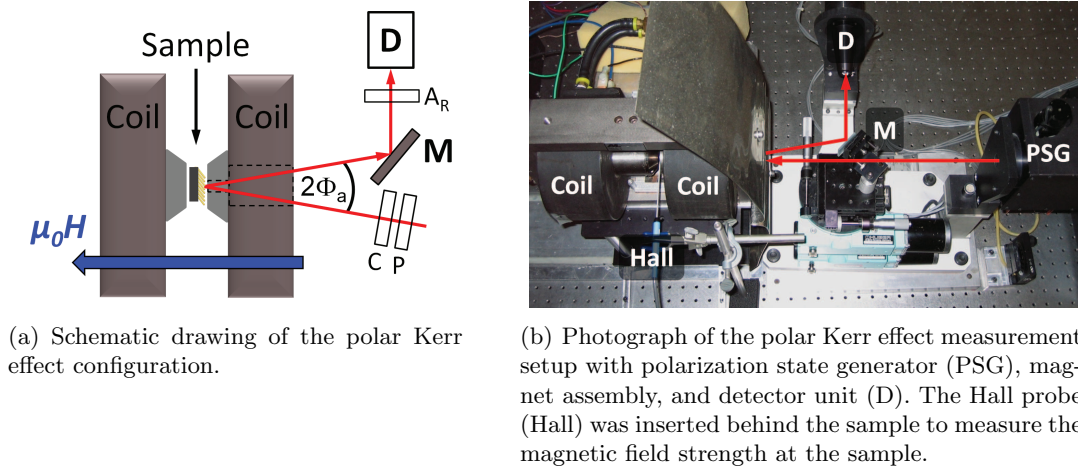 Sample
D
Coil
Coil
A_R
M
2Φ_a
μ₀H
C P
(a) Schematic drawing of the polar Kerr
effect configuration.
D
M
PSG
Coil
Coil
Hall
(b) Photograph of the polar Kerr effect measurement
setup with polarization state generator (PSG), mag-
net assembly, and detector unit (D). The Hall probe
(Hall) was inserted behind the sample to measure the
magnetic field strength at the sample.